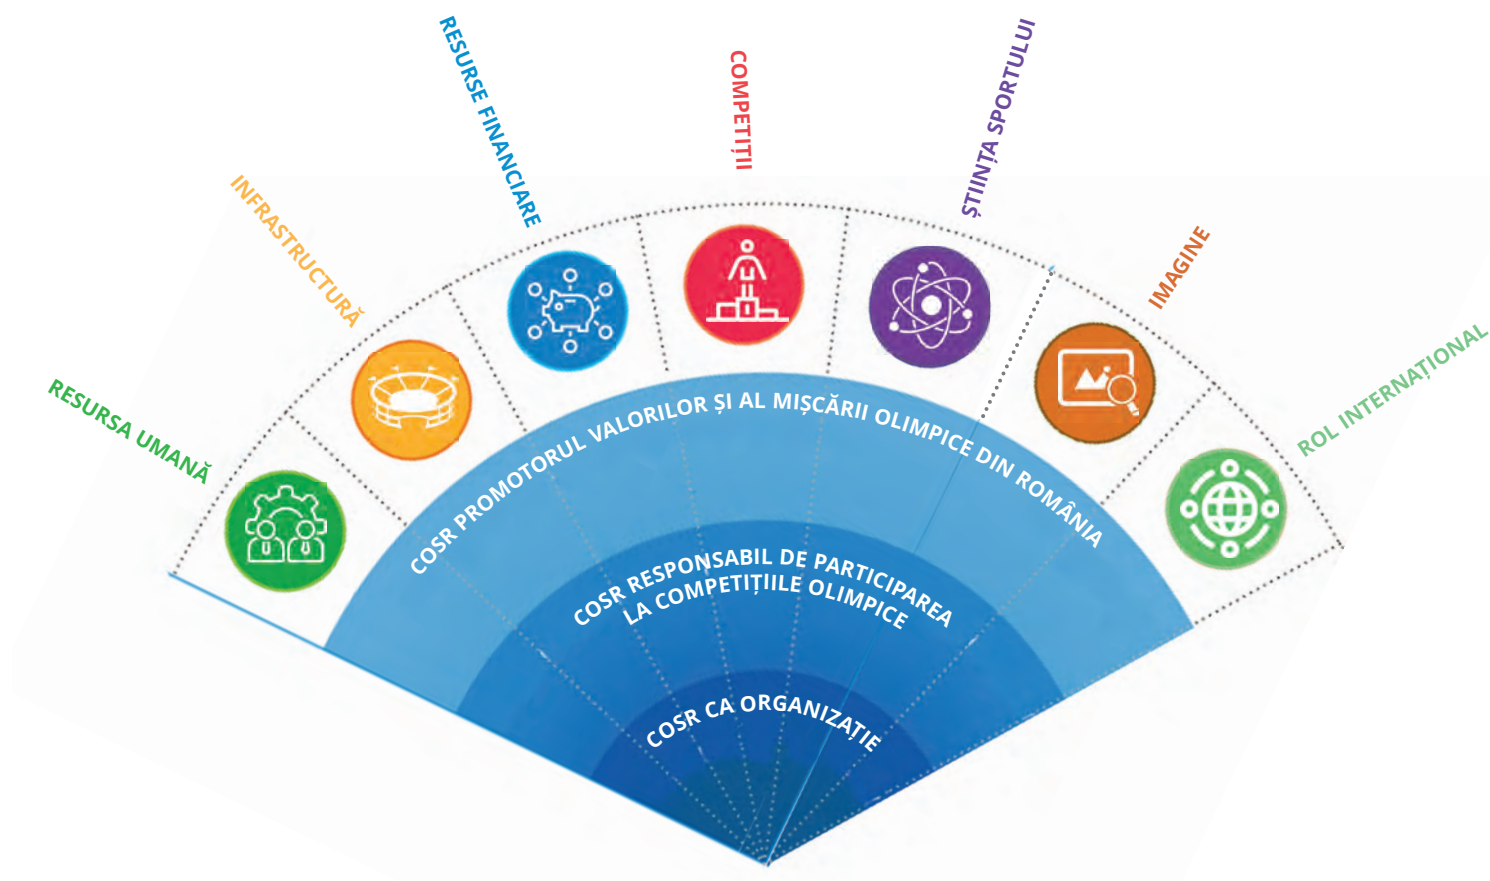 RESURSA UMANĂ
INFRASTRUCTURĂ
RESURSE FINANCIARE
COMPETIȚII
ȘTIINȚA SPORTULUI
IMAGINE
ROL INTERNAȚIONAL
COSR PROMOTORUL VALORILOR ȘI AL MIȘCĂRII OLIMPICE DIN ROMÂNIA
COSR RESPONSABIL DE PARTICIPAREA
LA COMPETIȚIILE OLIMPICE
COSR CA ORGANIZAȚIE